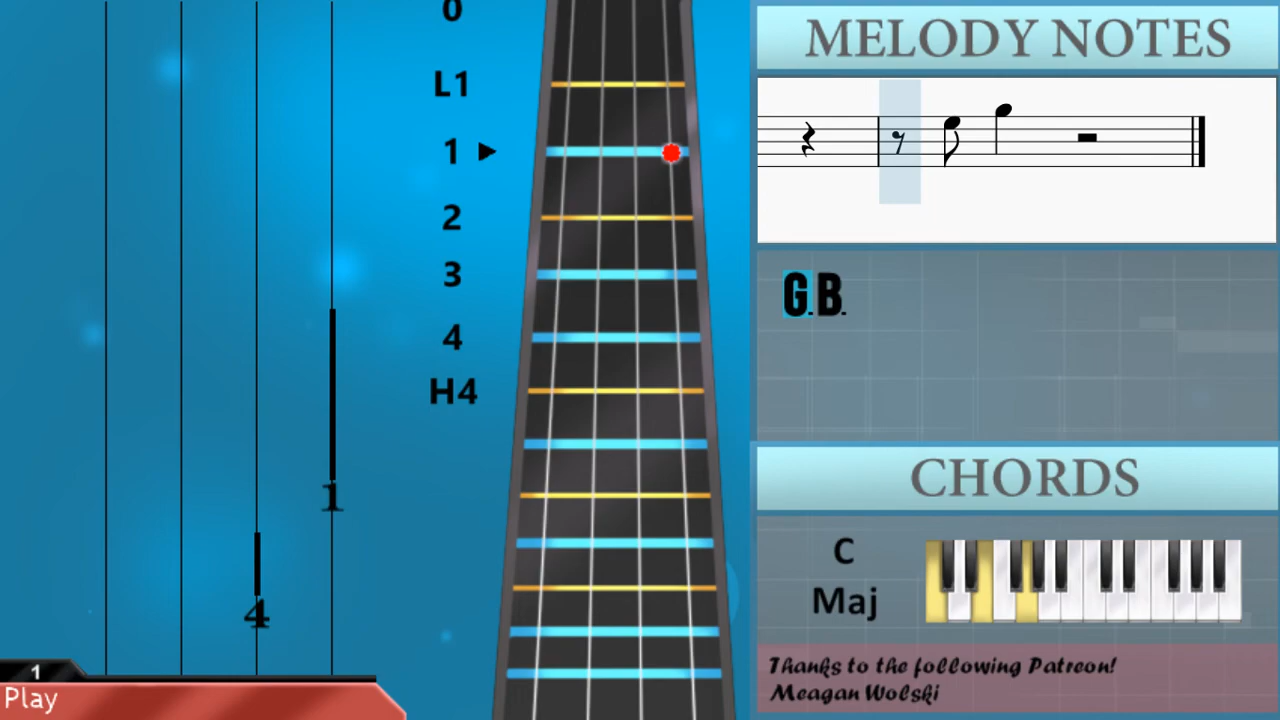 0
L1
1
2
3
4
H4
1
4
1
Play
MELODY NOTES
G. B.
CHORDS
C
Maj
Thanks to the following Patreon!
Meagan Wolski